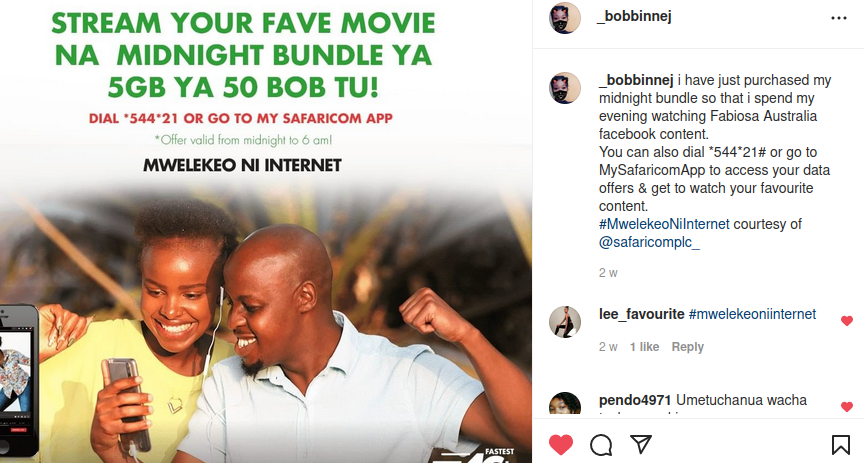 STREAM YOUR FAVE MOVIE
NA MIDNIGHT BUNDLE YA
5GB YA 50 BOB TU!
DIAL *544*21 OR GO TO MY SAFARICOM APP
*Offer valid from midnight to 6 am!
MWELEKEO NI INTERNET
FASTEST
_bobbinnej
_bobbinnej i have just purchased my
midnight bundle so that i spend my
evening watching Fabiosa Australia
facebook content.
You can also dial *544*21# or go to
MySafaricomApp to access your data
offers & get to watch your favourite
content.
#MwelekeoNiInternet courtesy of
@safaricomplc_
2 w
lee_favourite #mwelekeoniinternet
2 w 1 like Reply
pendo4971 Umetuchanua wacha